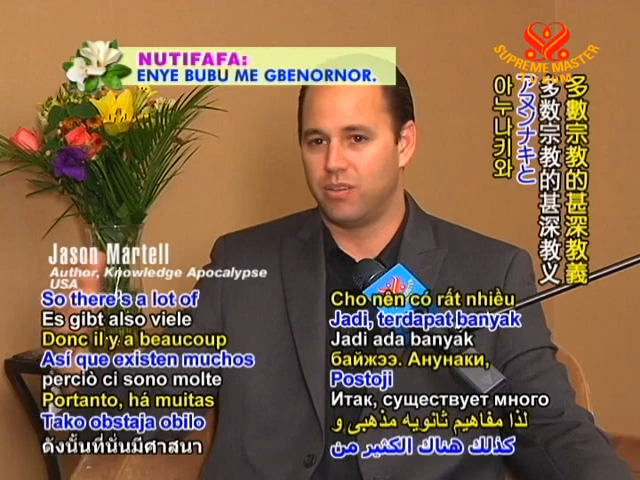 NUTIFAFA:
ENYE BUBU ME GBENORNOR.
SUPREME MASTER
多數宗教的甚深教義
多数宗教的甚深教义
アヌンナキと
아누나키와
Jason Martell
Author, Knowledge Apocalypse
USA
So there's a lot of
Es gibt also viele
Donc il y a beaucoup
Así que existen muchos
perciò ci sono molte
Portanto, há muitas
Tako obstaja obilo
ดังนั้นที่นั่นมีศาสนา
Cho nên có rất nhiều
Jadi, terdapat banyak
Jadi ada banyak
байжээ. Анунаки,
Postoji
Итак, существует много
لذا مفاهیم ثانویه مذهبی و
كذلك هناك الكثير من